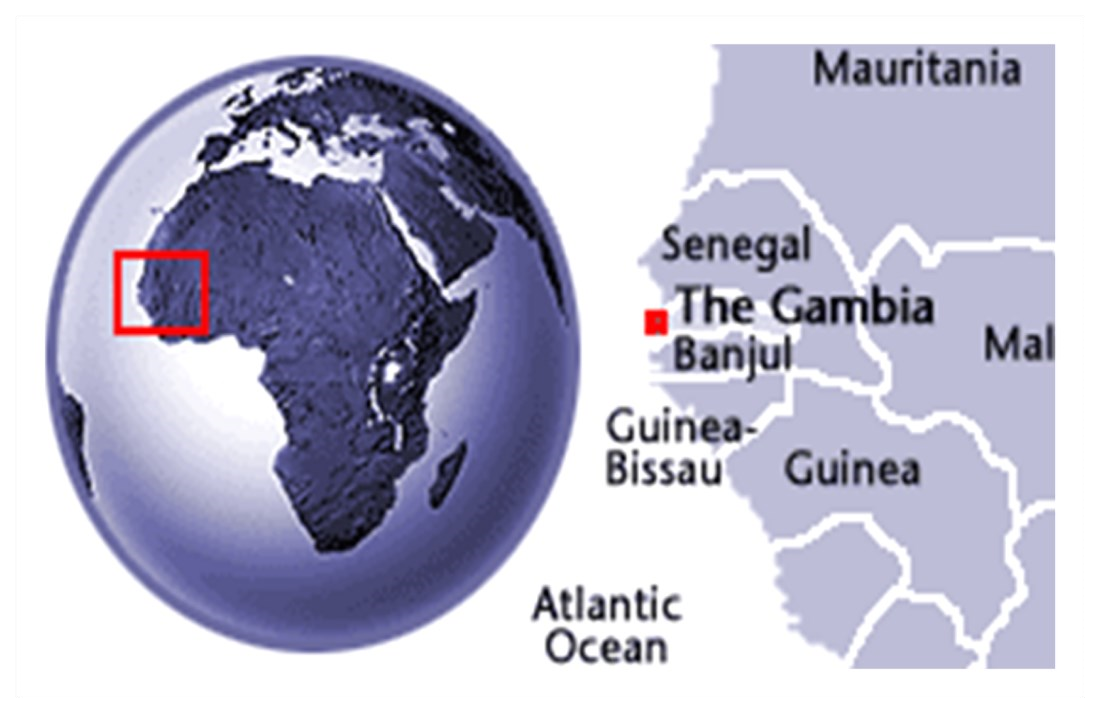 Mauritania
Senegal
The Gambia
Banjul
Mal
Guinea-
Bissau
Guinea
Atlantic
Ocean